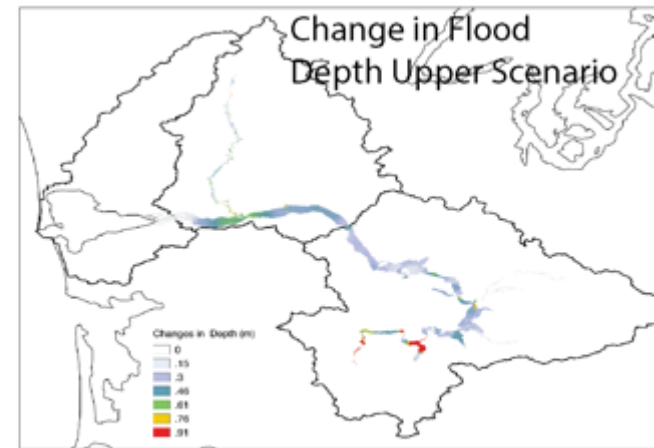 Change in Flood
Depth Upper Scenario
Changes in Depth (m)
0
.15
.3
.46
.61
.76
.91